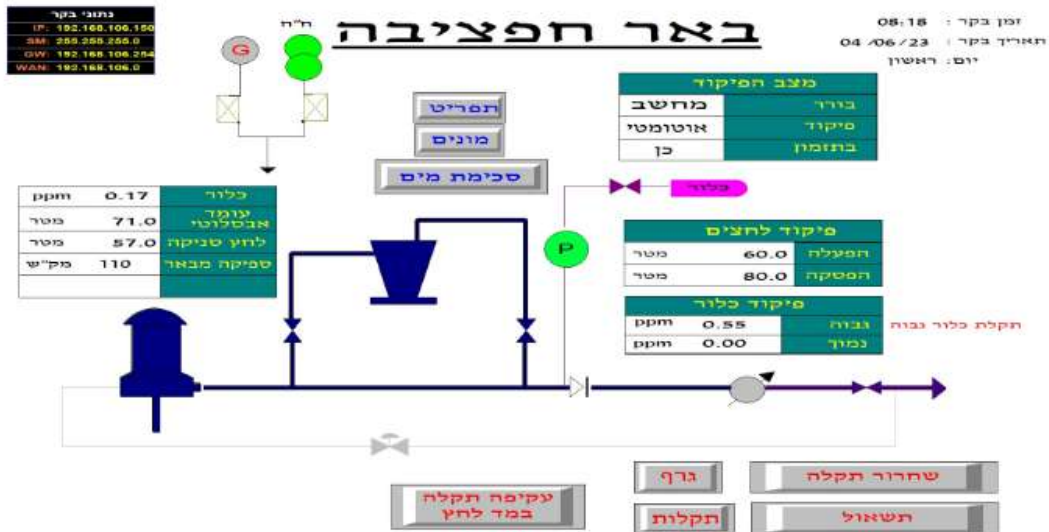 נתוני בקר
IP: 192.168.106.150
SM: 255.255.255.0
GW: 192.168.106.254
WAN: 192.168.106.0
ח"ח
G
באר חפציבה
זמן בקר : 08:18
תאריך בקר : 04/06/23
יום: ראשון
תפריט
מונים
סכימת מים
מצב הפיקוד
בורר מחשב
פיקוד אוטומטי
בתזמון כן
כלור
כלור 0.17 ppm
עומד אבסלוטי 71.0 מטר
לחץ סניקה 57.0 מטר
ספיקה מבאר 110 מק"ש
P
פיקוד לחצים
הפעלה 60.0 מטר
הפסקה 80.0 מטר
פיקוד כלור
גבוה 0.55 ppm
נמוך 0.00 ppm
תקלת כלור גבוה
עקיפה תקלה
במד לחץ
גרף
שחרור תקלה
תקלות
תשאול